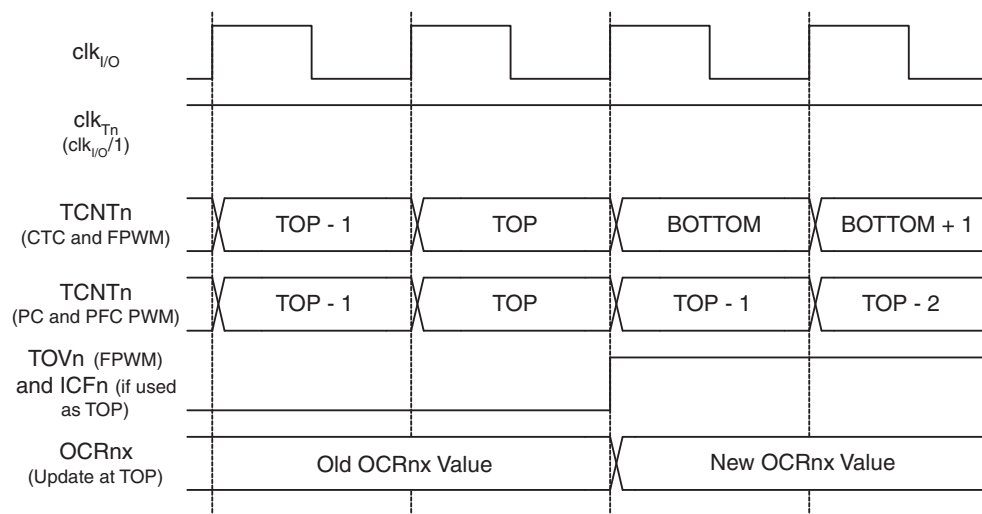 clkI/O
clkTn
(clkI/O/1)
TCNTn
(CTC and FPWM)
TOP - 1
TOP
BOTTOM
BOTTOM + 1
TCNTn
(PC and PFC PWM)
TOP - 1
TOP
TOP - 1
TOP - 2
TOVn (FPWM)
and ICFn (if used
as TOP)
OCRnx
(Update at TOP)
Old OCRnx Value
New OCRnx Value